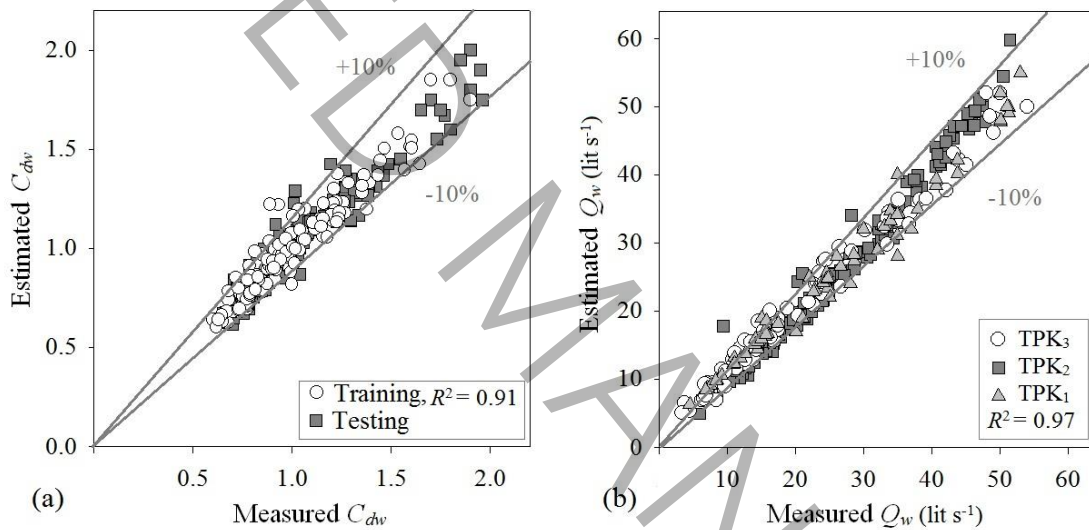 2.0
1.5
1.0
0.5
0.0
Estimated C_dw
+10%
-10%
Training, R² = 0.91
Testing
0.5
1.0
1.5
2.0
(a)
Measured C_dw
60
50
40
30
20
10
0
Estimated Q_w (lit s⁻¹)
+10%
-10%
TPK₃
TPK₂
TPK₁
R² = 0.97
10
20
30
40
50
60
(b)
Measured Q_w (lit s⁻¹)